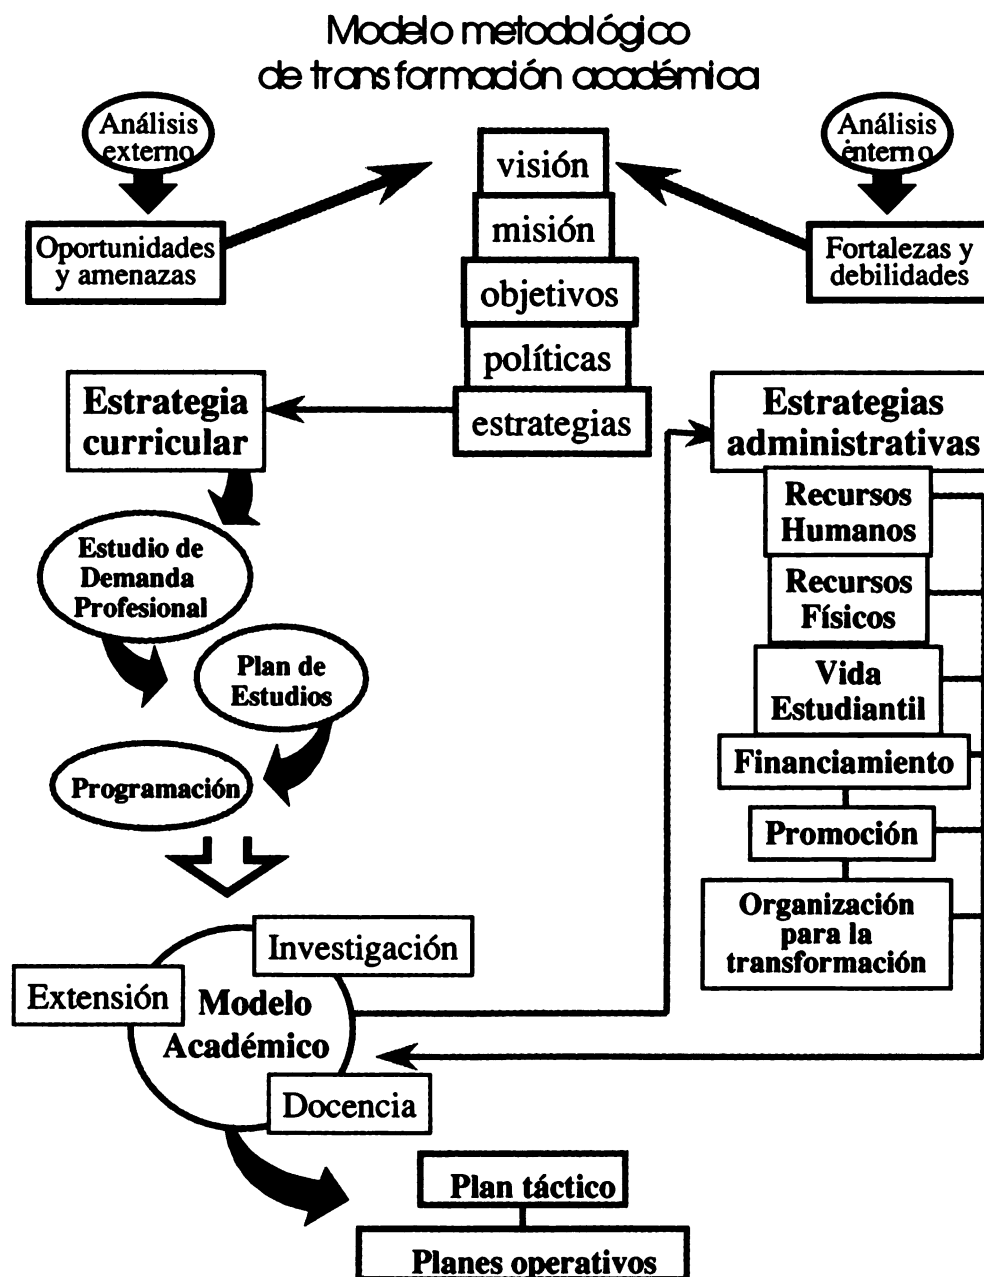 Modelo metodológico
de transformación académica
Análisis
externo
Análisis
interno
visión
misión
objetivos
políticas
estrategias
Oportunidades
y amenazas
Fortalezas y
debilidades
Estrategia
curricular
Estrategias
administrativas
Estudio de
Demanda
Profesional
Plan de
Estudios
Programación
Recursos
Humanos
Recursos
Físicos
Vida
Estudiantil
Financiamiento
Promoción
Organización
para la
transformación
Investigación
Extensión
Modelo
Académico
Docencia
Plan táctico
Planes operativos